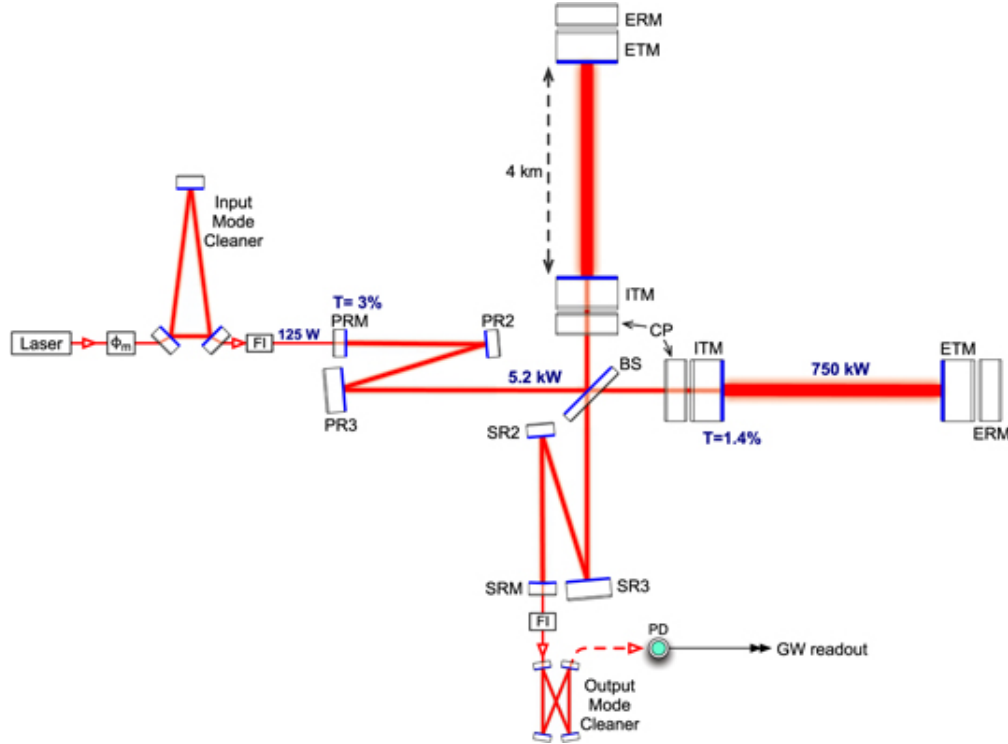 ERM
ETM
4 km
Input
Mode
Cleaner
ITM
T= 3%
PRM
PR2
CP
Laser
Φm
FI
125 W
BS
ITM
ETM
5.2 kW
750 kW
PR3
SR2
T=1.4%
ERM
SRM
SR3
FI
PD
GW readout
Output
Mode
Cleaner